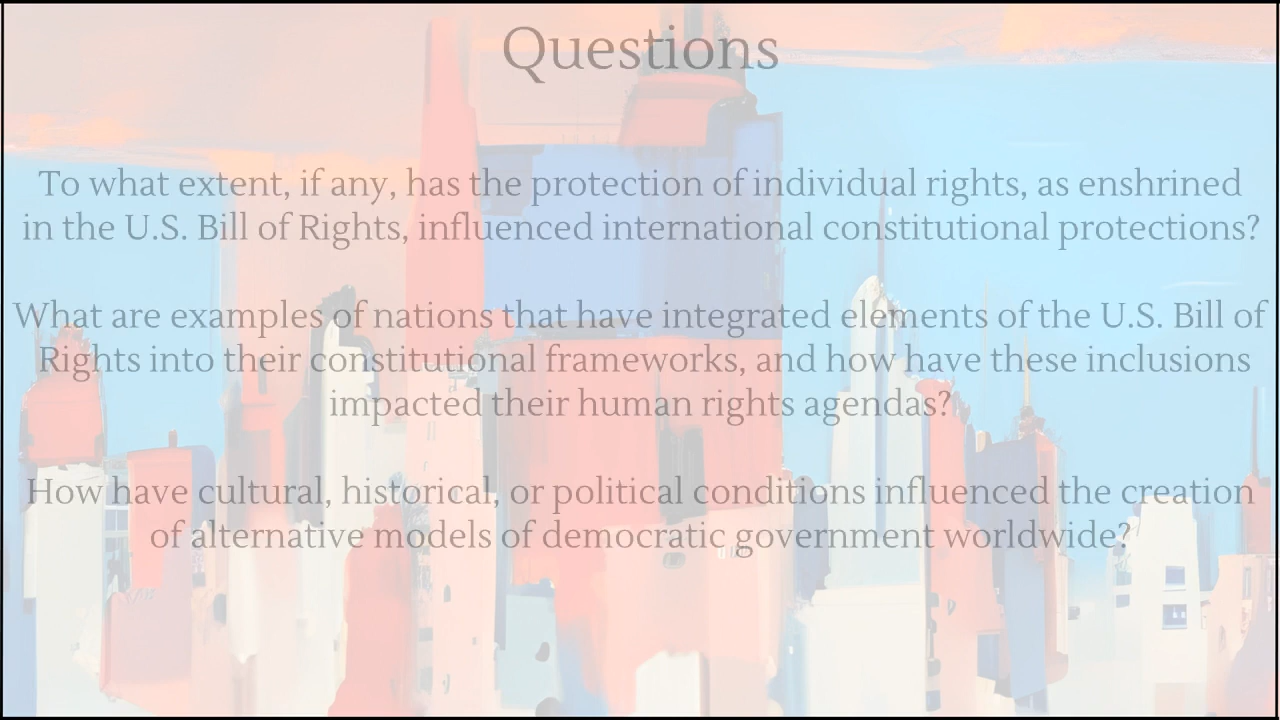 Questions
To what extent, if any, has the protection of individual rights, as enshrined
in the U.S. Bill of Rights, influenced international constitutional protections?
What are examples of nations that have integrated elements of the U.S. Bill of
Rights into their constitutional frameworks, and how have these inclusions
impacted their human rights agendas?
How have cultural, historical, or political conditions influenced the creation
of alternative models of democratic government worldwide?